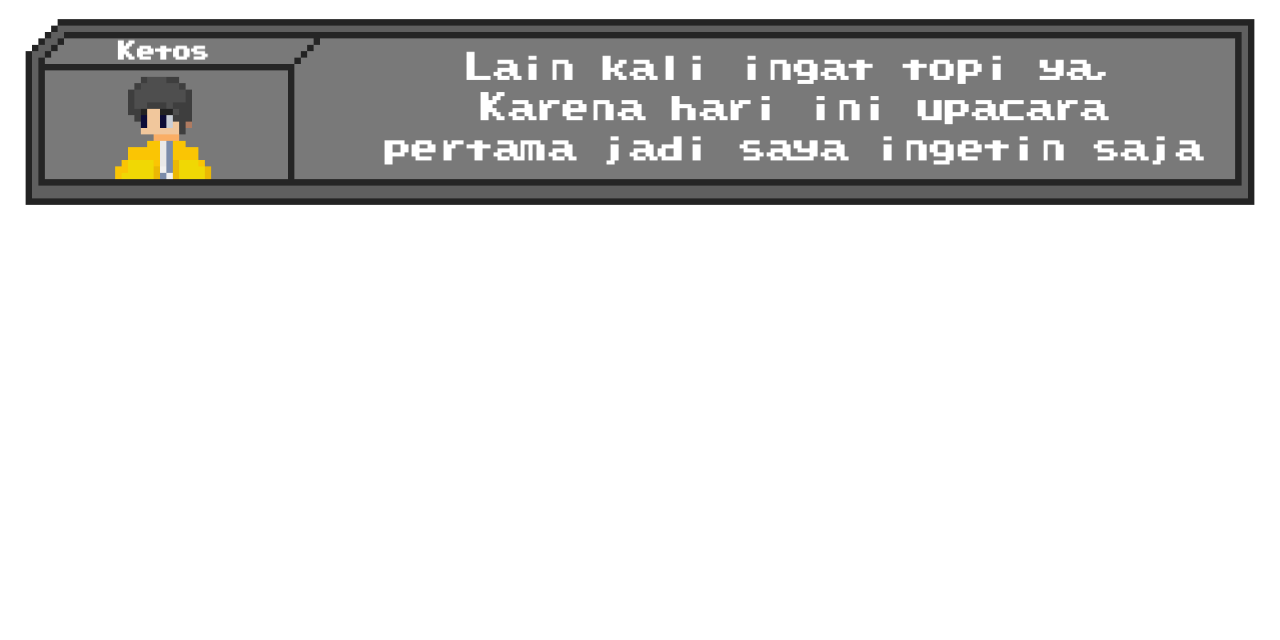 Ketos
Lain kali ingat topi ya.
Karena hari ini upacara
pertama jadi saya ingetin saja